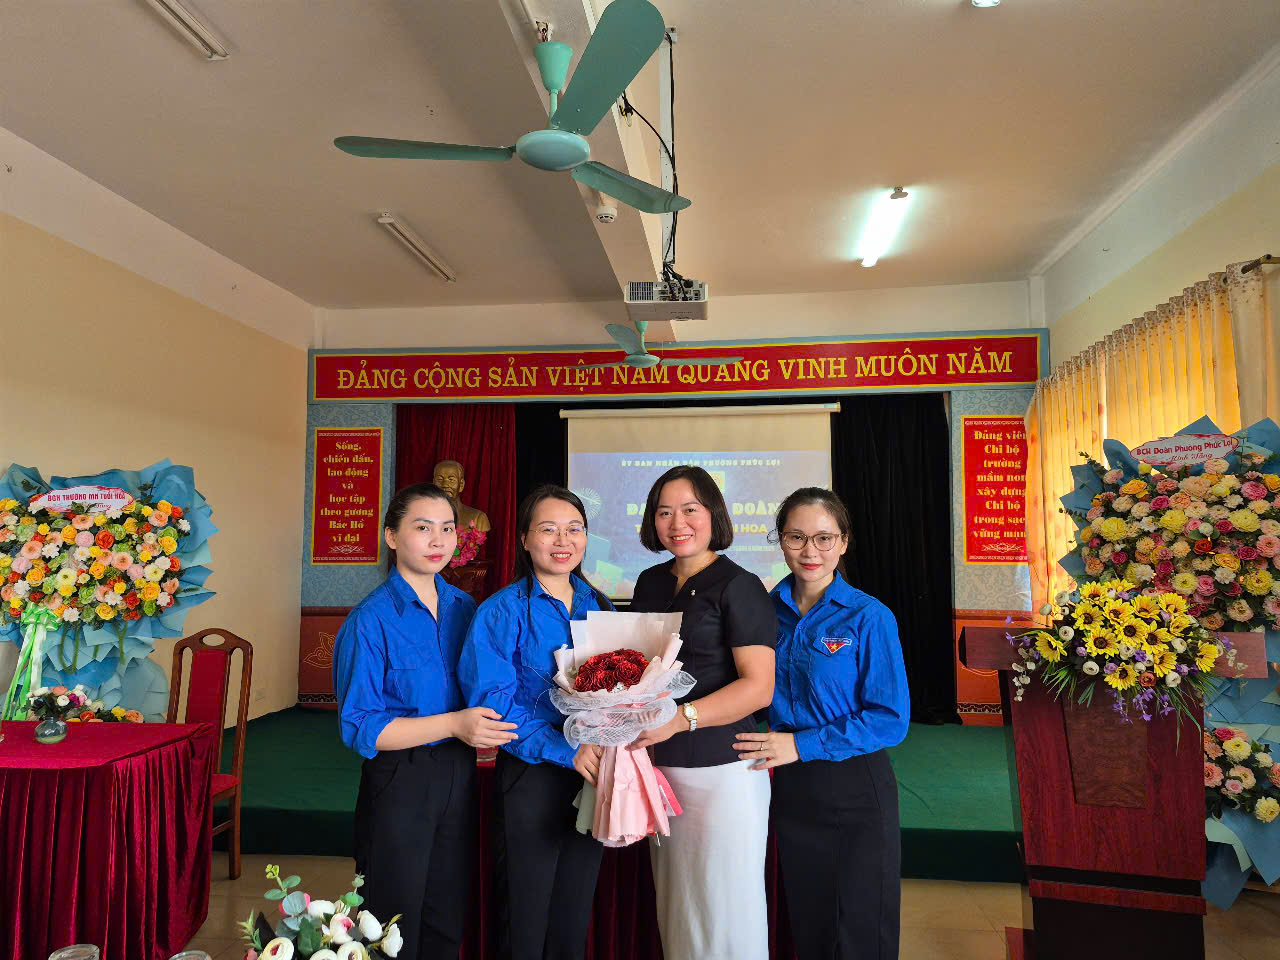 ĐẢNG CỘNG SẢN VIỆT NAM QUANG VINH MUÔN NĂM
Sống,
chiến đấu,
lao động
và
học tập
theo gương
Bác Hồ
vĩ đại
ỦY BAN NHÂN DÂN PHƯỜNG PHÚC LỢI
ĐOÀN
HOA
Đảng viên
Chi bộ
trường
mầm non
xây dựng
Chi bộ
trong sạch
vững mạnh
BGH TRƯỜNG MN TUỔI HOA
BCH Đoàn Phường Phúc Lợi
Kính Tặng